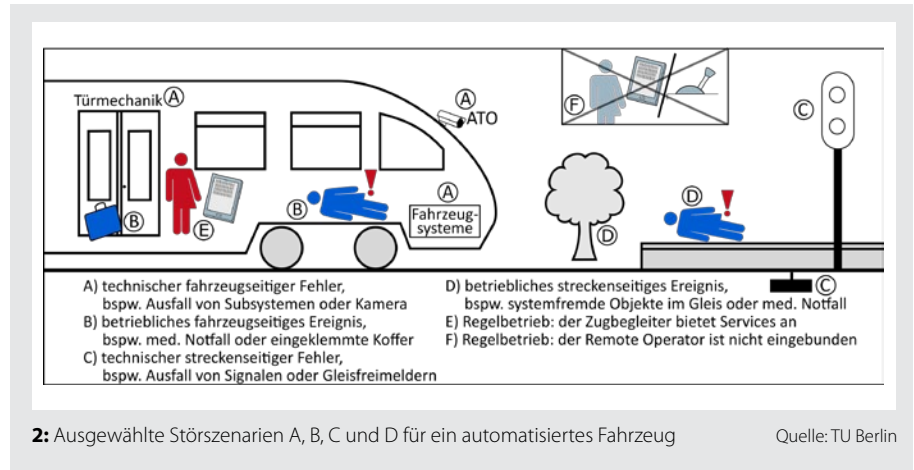 Türmechanik A
A
ATO
F
C
B
E
B
A
Fahrzeug-
systeme
D
D
C
A) technischer fahrzeugseitiger Fehler,
bspw. Ausfall von Subsystemen oder Kamera
B) betriebliches fahrzeugseitiges Ereignis,
bspw. med. Notfall oder eingeklemmte Koffer
C) technischer streckenseitiger Fehler,
bspw. Ausfall von Signalen oder Gleisfreimeldern
D) betriebliches streckenseitiges Ereignis,
bspw. systemfremde Objekte im Gleis oder med. Notfall
E) Regelbetrieb: der Zugbegleiter bietet Services an
F) Regelbetrieb: der Remote Operator ist nicht eingebunden
2: Ausgewählte Störszenarien A, B, C und D für ein automatisiertes Fahrzeug
Quelle: TU Berlin